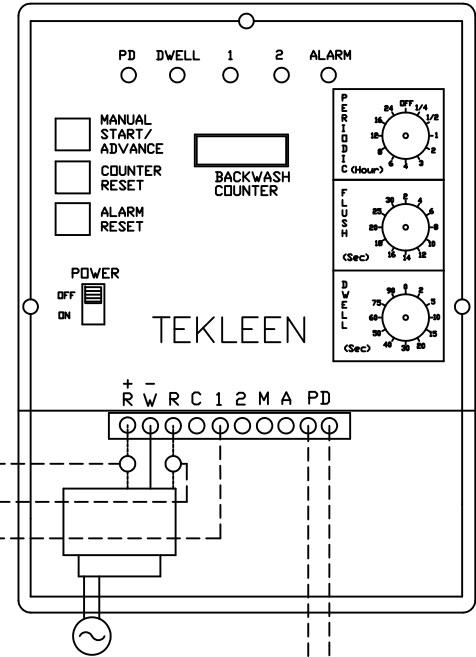 PD DWELL 1 2 ALARM
MANUAL
START/
ADVANCE
COUNTER
RESET
ALARM
RESET
BACKWASH
COUNTER
POWER
OFF
ON
TEKLEEN
PERIODIC
(Hour)
OFF 1/4 1/2 1 2 3 4 6 8 12 16 24
FLUSH
(Sec)
2 4 6 8 10 12 14 16 18 20 25 30
DWELL
(Sec)
0 2 5 10 15 20 30 40 50 60 75 90
+ -
R W R C 1 2 M A PD